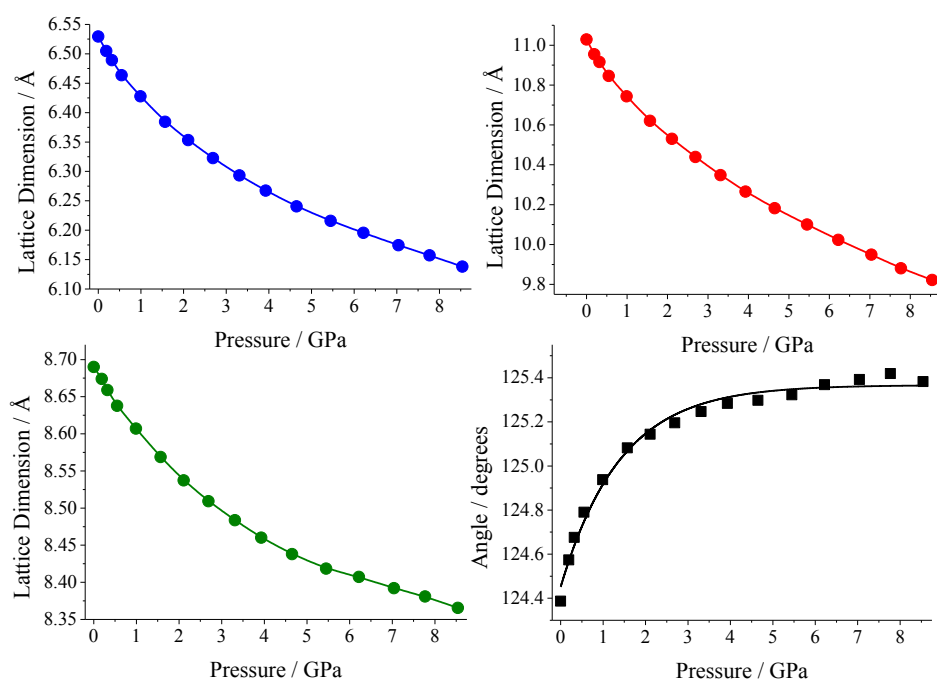 Lattice Dimension / Å
6.55
6.50
6.45
6.40
6.35
6.30
6.25
6.20
6.15
6.10
0 1 2 3 4 5 6 7 8
Pressure / GPa
Lattice Dimension / Å
11.0
10.8
10.6
10.4
10.2
10.0
9.8
0 1 2 3 4 5 6 7 8
Pressure / GPa
Lattice Dimension / Å
8.70
8.65
8.60
8.55
8.50
8.45
8.40
8.35
0 1 2 3 4 5 6 7 8
Pressure / GPa
Angle / degrees
125.4
125.2
125.0
124.8
124.6
124.4
0 1 2 3 4 5 6 7 8
Pressure / GPa